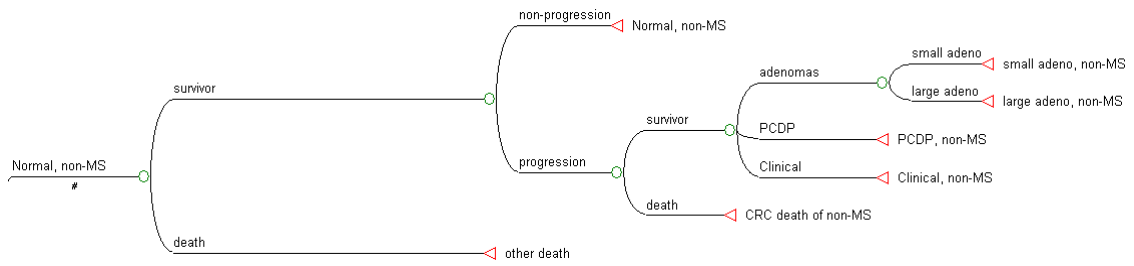 non-progression
Normal, non-MS
small adeno
small adeno, non-MS
adenomas
large adeno
large adeno, non-MS
survivor
survivor
PCDP
PCDP, non-MS
Normal, non-MS
#
progression
Clinical
Clinical, non-MS
death
CRC death of non-MS
death
other death